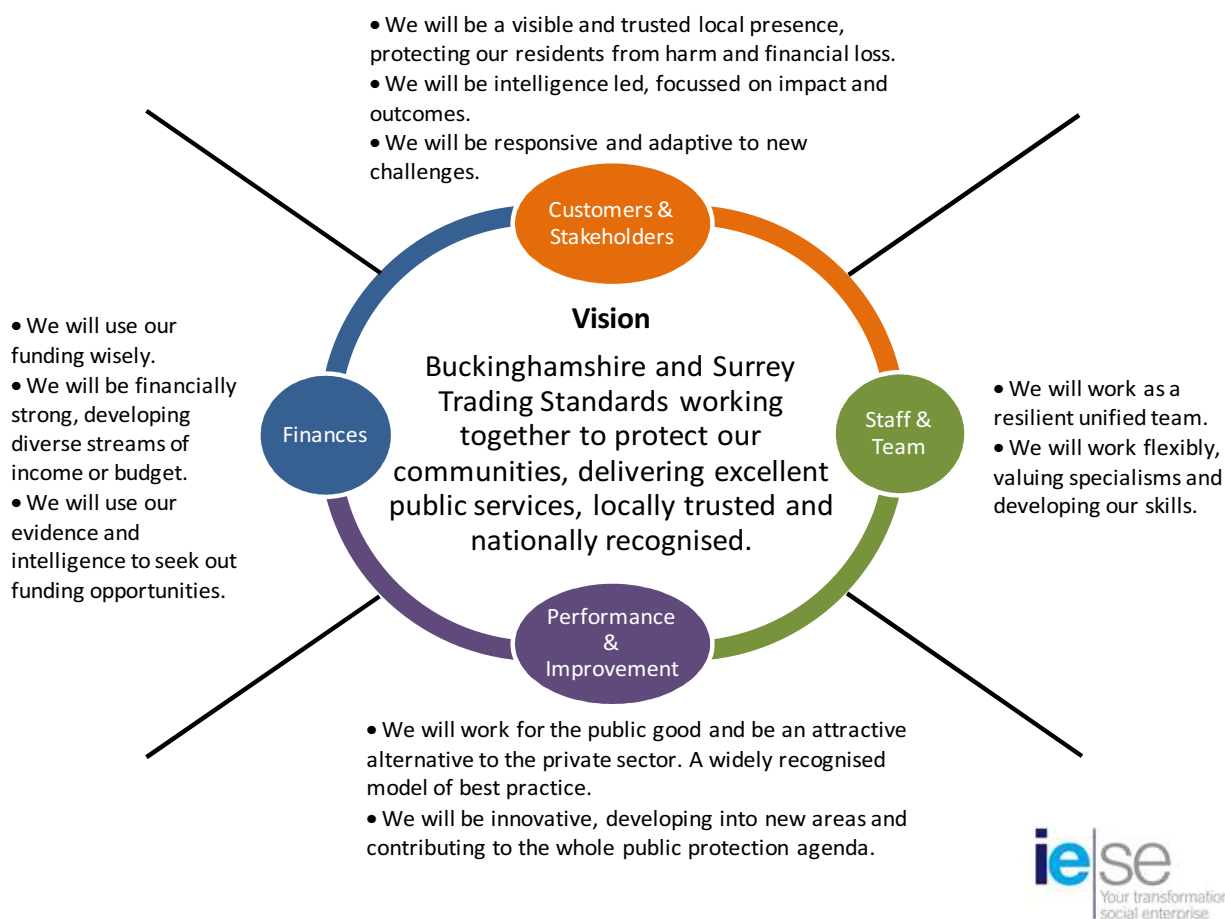 • We will be a visible and trusted local presence,
protecting our residents from harm and financial loss.
• We will be intelligence led, focussed on impact and
outcomes.
• We will be responsive and adaptive to new
challenges.
Customers &
Stakeholders
• We will use our
funding wisely.
• We will be financially
strong, developing
diverse streams of
income or budget.
• We will use our
evidence and
intelligence to seek out
funding opportunities.
Finances
Vision
Buckinghamshire and Surrey
Trading Standards working
together to protect our
communities, delivering excellent
public services, locally trusted and
nationally recognised.
Staff &
Team
• We will work as a
resilient unified team.
• We will work flexibly,
valuing specialisms and
developing our skills.
Performance
&
Improvement
• We will work for the public good and be an attractive
alternative to the private sector. A widely recognised
model of best practice.
• We will be innovative, developing into new areas and
contributing to the whole public protection agenda.
ie|se
Your transformation
social enterprise